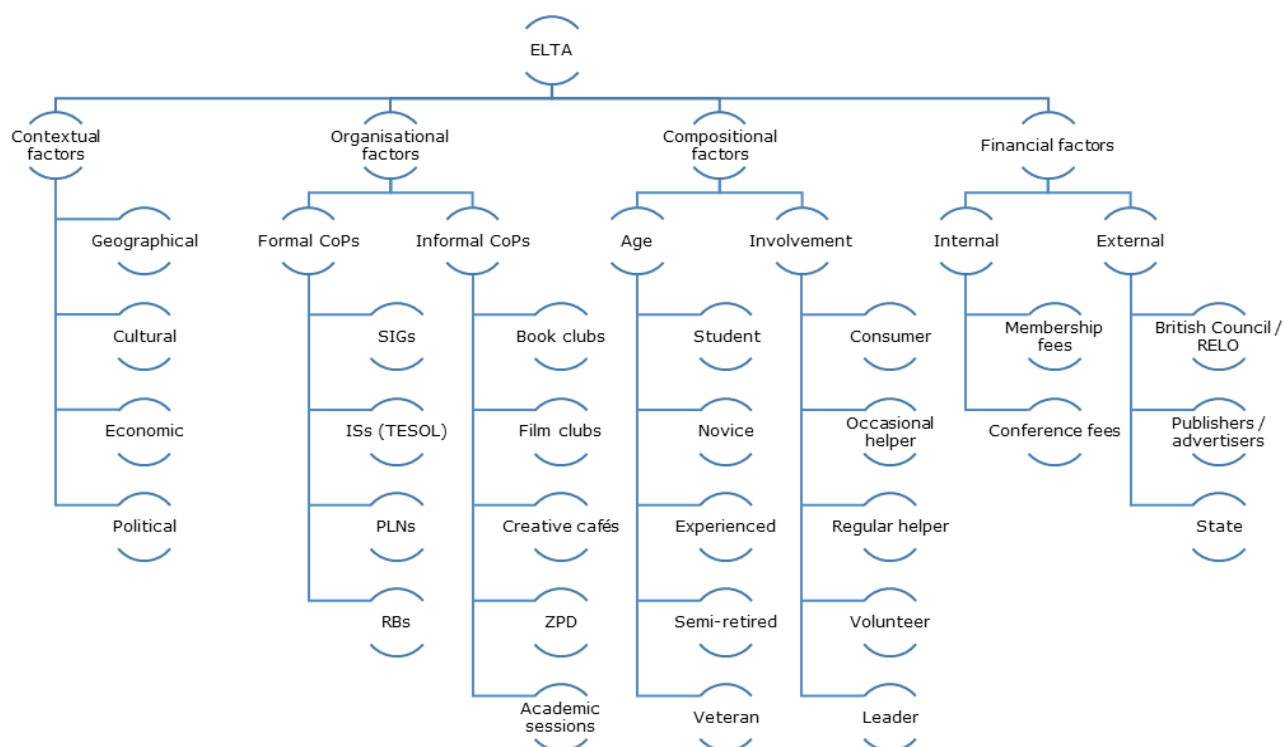 ELTA
Contextual
factors
Organisational
factors
Compositional
factors
Financial factors
Geographical
Formal CoPs
Informal CoPs
Age
Involvement
Internal
External
Cultural
SIGs
Book clubs
Student
Consumer
Membership
fees
British Council /
RELO
Economic
ISs (TESOL)
Film clubs
Novice
Occasional
helper
Conference fees
Publishers /
advertisers
Political
PLNs
Creative cafés
Experienced
Regular helper
State
RBs
ZPD
Semi-retired
Volunteer
Academic
sessions
Veteran
Leader